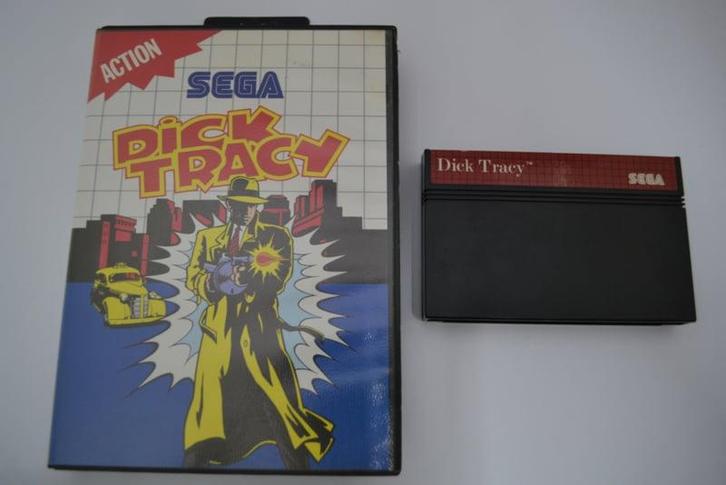 ACTION
SEGA
DICK
TRACY
Dick Tracy™
SEGA